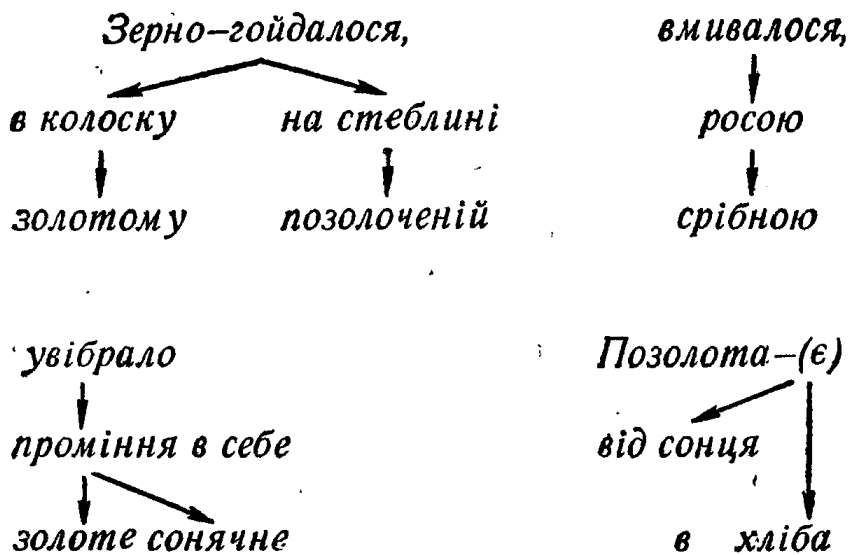 Зерно–гойдалося, вмивалося,
в колоску на стеблині росою
золотому позолоченій срібною
увібрало Позолота–(є)
проміння в себе від сонця
золоте сонячне в хліба